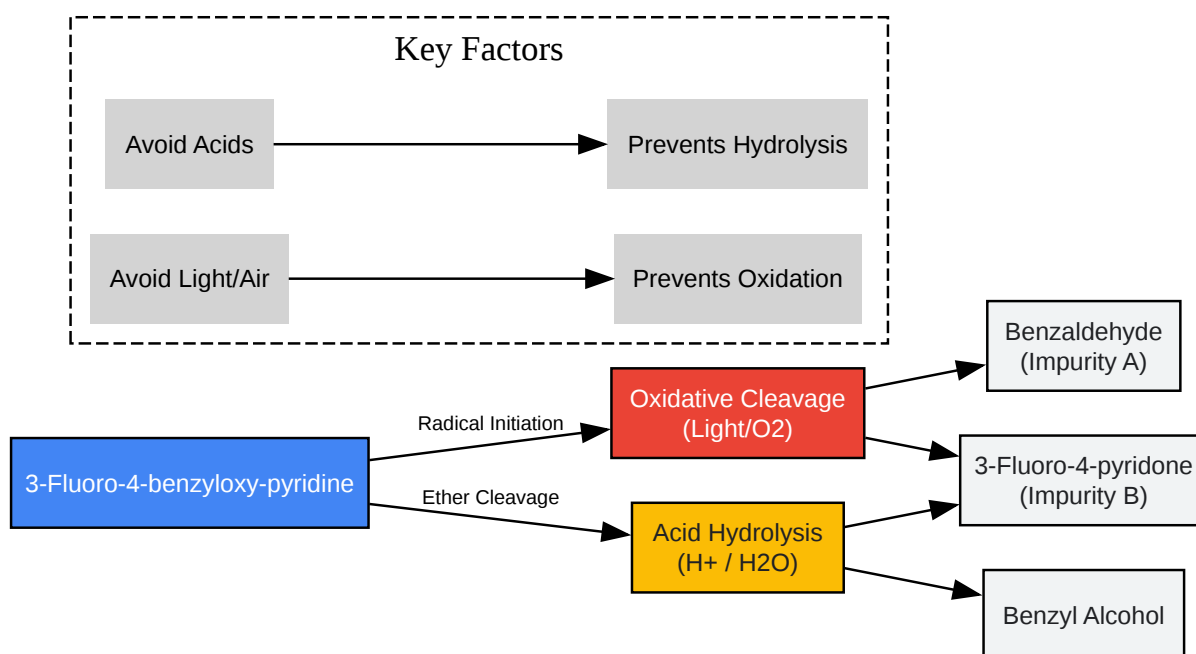 Key Factors
Avoid Acids
Prevents Hydrolysis
Avoid Light/Air
Prevents Oxidation
3-Fluoro-4-benzyloxy-pyridine
Radical Initiation
Ether Cleavage
Oxidative Cleavage
(Light/O2)
Acid Hydrolysis
(H+ / H2O)
Benzaldehyde
(Impurity A)
3-Fluoro-4-pyridone
(Impurity B)
Benzyl Alcohol